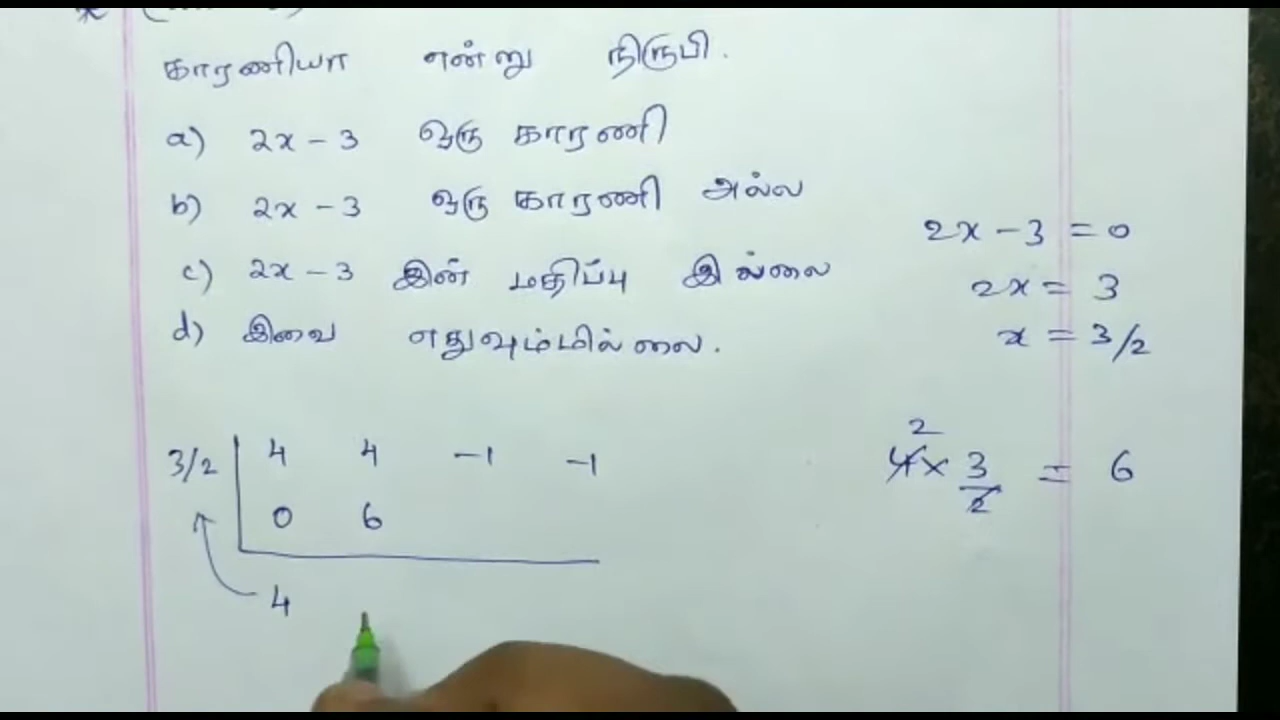 காரணியா என்று நிரூபி.
a) 2x - 3 ஒரு காரணி
b) 2x - 3 ஒரு காரணி அல்ல
c) 2x - 3 இன் மதிப்பு இல்லை
d) இவை எதுவும்மில்லை.
2x - 3 = 0
2x = 3
x = 3/2
3/2 | 4 4 -1 -1
0 6
4
2
4 x 3/2 = 6